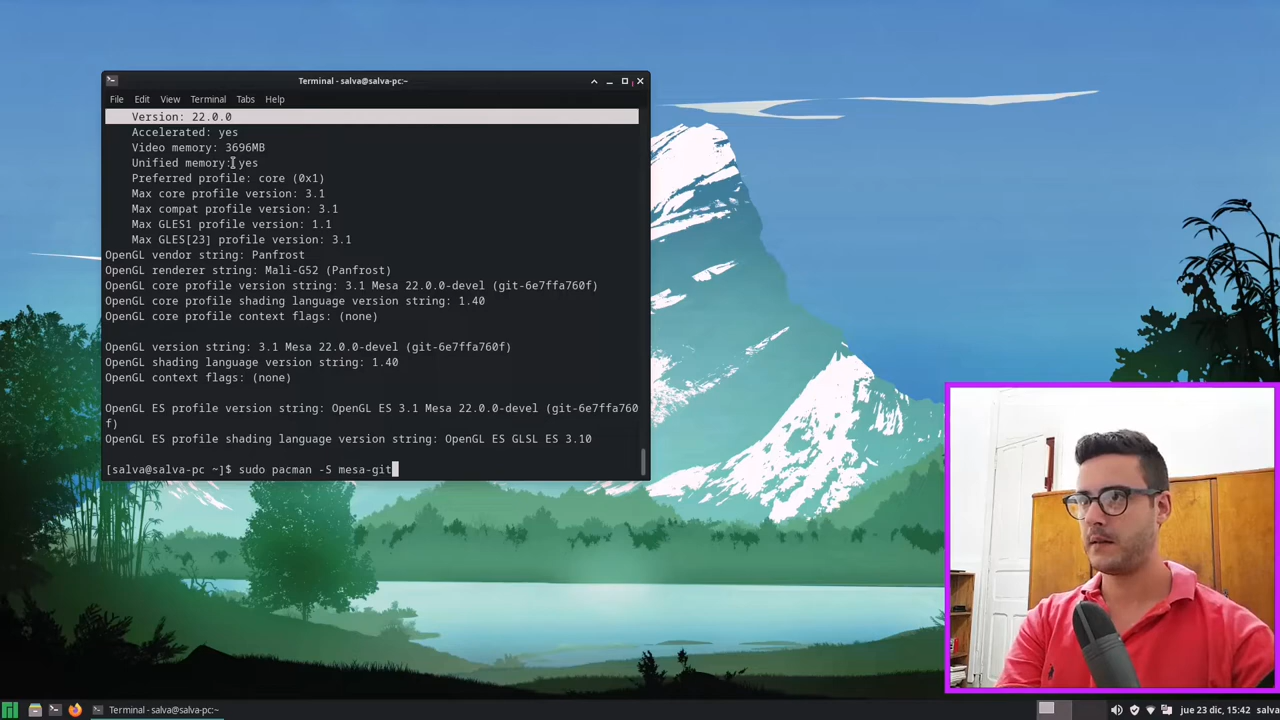 Terminal - salva@salva-pc:~
File Edit View Terminal Tabs Help
Version: 22.0.0
Accelerated: yes
Video memory: 3696MB
Unified memory: yes
Preferred profile: core (0x1)
Max core profile version: 3.1
Max compat profile version: 3.1
Max GLES1 profile version: 1.1
Max GLES[23] profile version: 3.1
OpenGL vendor string: Panfrost
OpenGL renderer string: Mali-G52 (Panfrost)
OpenGL core profile version string: 3.1 Mesa 22.0.0-devel (git-6e7ffa760f)
OpenGL core profile shading language version string: 1.40
OpenGL core profile context flags: (none)
OpenGL version string: 3.1 Mesa 22.0.0-devel (git-6e7ffa760f)
OpenGL shading language version string: 1.40
OpenGL context flags: (none)
OpenGL ES profile version string: OpenGL ES 3.1 Mesa 22.0.0-devel (git-6e7ffa760
f)
OpenGL ES profile shading language version string: OpenGL ES GLSL ES 3.10
[salva@salva-pc ~]$ sudo pacman -S mesa-git
Terminal - salva@salva-pc:~
jue 23 dic, 15:42 salva